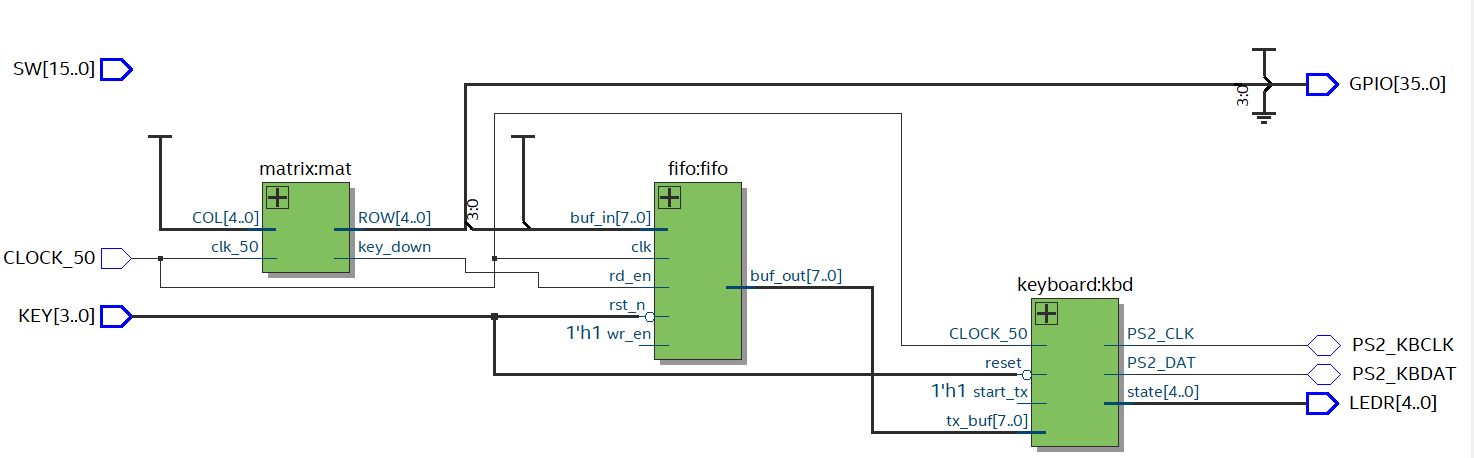 SW[15..0]
3:0
GPIO[35..0]
matrix:mat
fifo:fifo
COL[4..0]
ROW[4..0]
3:0
buf_in[7..0]
CLOCK_50
clk_50
key_down
clk
rd_en
buf_out[7..0]
KEY[3..0]
rst_n
1'h1 wr_en
keyboard:kbd
CLOCK_50
PS2_CLK
PS2_KBCLK
reset
PS2_DAT
PS2_KBDAT
1'h1 start_tx
state[4..0]
LEDR[4..0]
tx_buf[7..0]